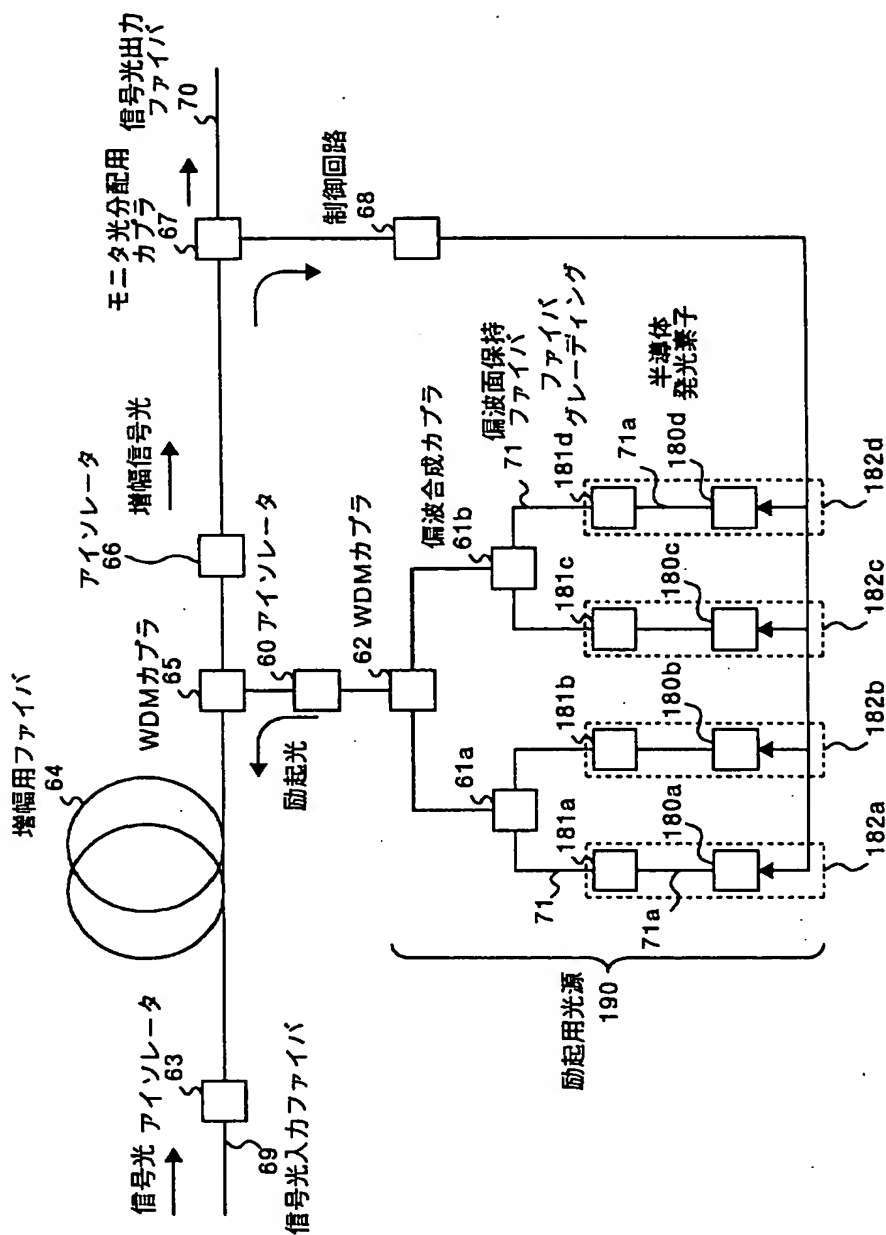 増幅用ファイバ
64
信号光
アイソレータ
63
69
信号光入力ファイバ
WDMカプラ
65
励起光
60 アイソレータ
62 WDMカプラ
アイソレータ
66
増幅信号光
モニタ光分配用
カプラ
67
信号光出力
ファイバ
70
制御回路
68
偏波合成カプラ
61b
61a
偏波面保持
71 ファイバ
ファイバ
グレーディング
半導体
発光素子
71
181a
181b
181c
181d
71a
71a
180a
180b
180c
180d
182a
182b
182c
182d
励起用光源
190